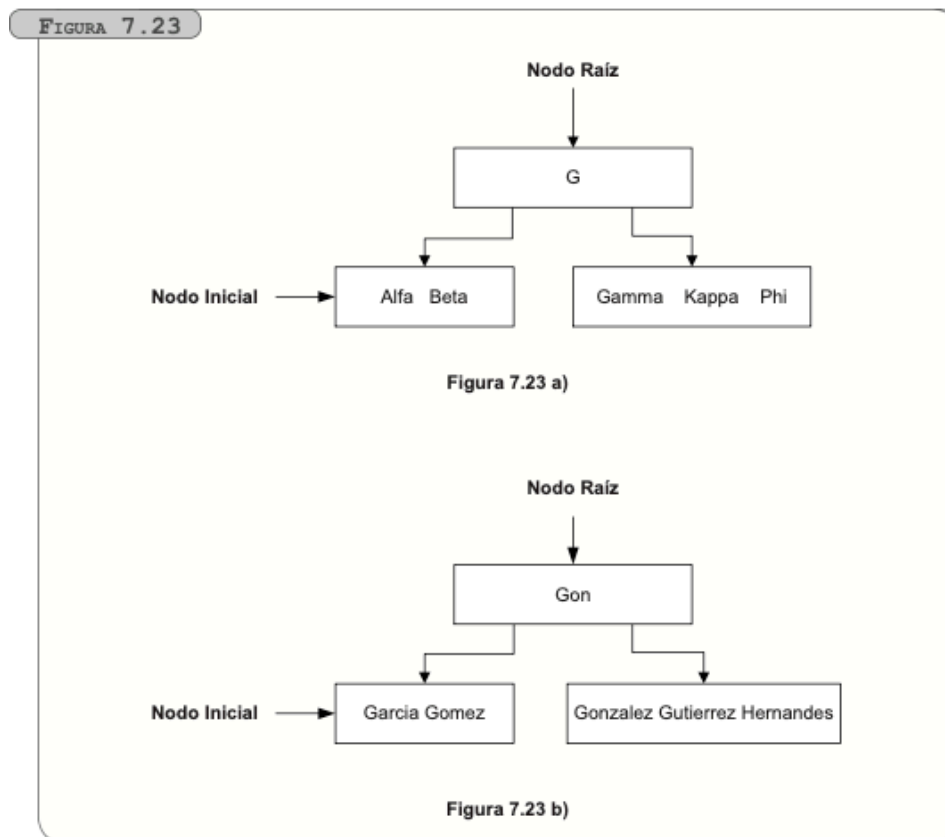 FIGURA 7.23
Nodo Raíz
G
Nodo Inicial
Alfa Beta
Gamma Kappa Phi
Figura 7.23 a)
Nodo Raíz
Gon
Nodo Inicial
Garcia Gomez
Gonzalez Gutierrez Hernandes
Figura 7.23 b)